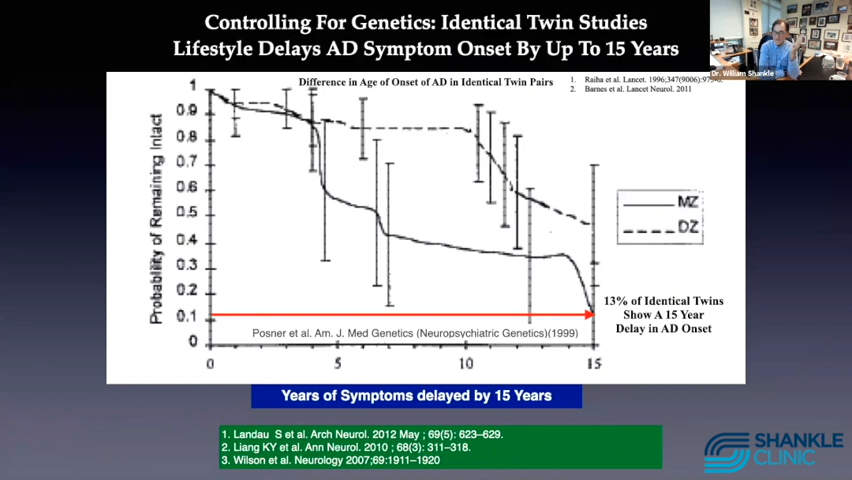 Controlling For Genetics: Identical Twin Studies
Lifestyle Delays AD Symptom Onset By Up To 15 Years
Dr. William Shankle
Difference in Age of Onset of AD in Identical Twin Pairs
1. Raiha et al. Lancet. 1996;347(9006):
2. Barnes et al. Lancet Neurol. 2011
Probability of Remaining Intact
1
0.9
0.8
0.7
0.6
0.5
0.4
0.3
0.2
0.1
0
0 5 10 15
MZ
DZ
13% of Identical Twins
Show A 15 Year
Delay in AD Onset
Posner et al. Am. J. Med Genetics (Neuropsychiatric Genetics)(1999)
Years of Symptoms delayed by 15 Years
1. Landau S et al. Arch Neurol. 2012 May ; 69(5): 623–629.
2. Liang KY et al. Ann Neurol. 2010 ; 68(3): 311–318.
3. Wilson et al. Neurology 2007;69:1911–1920
SHANKLE
CLINIC